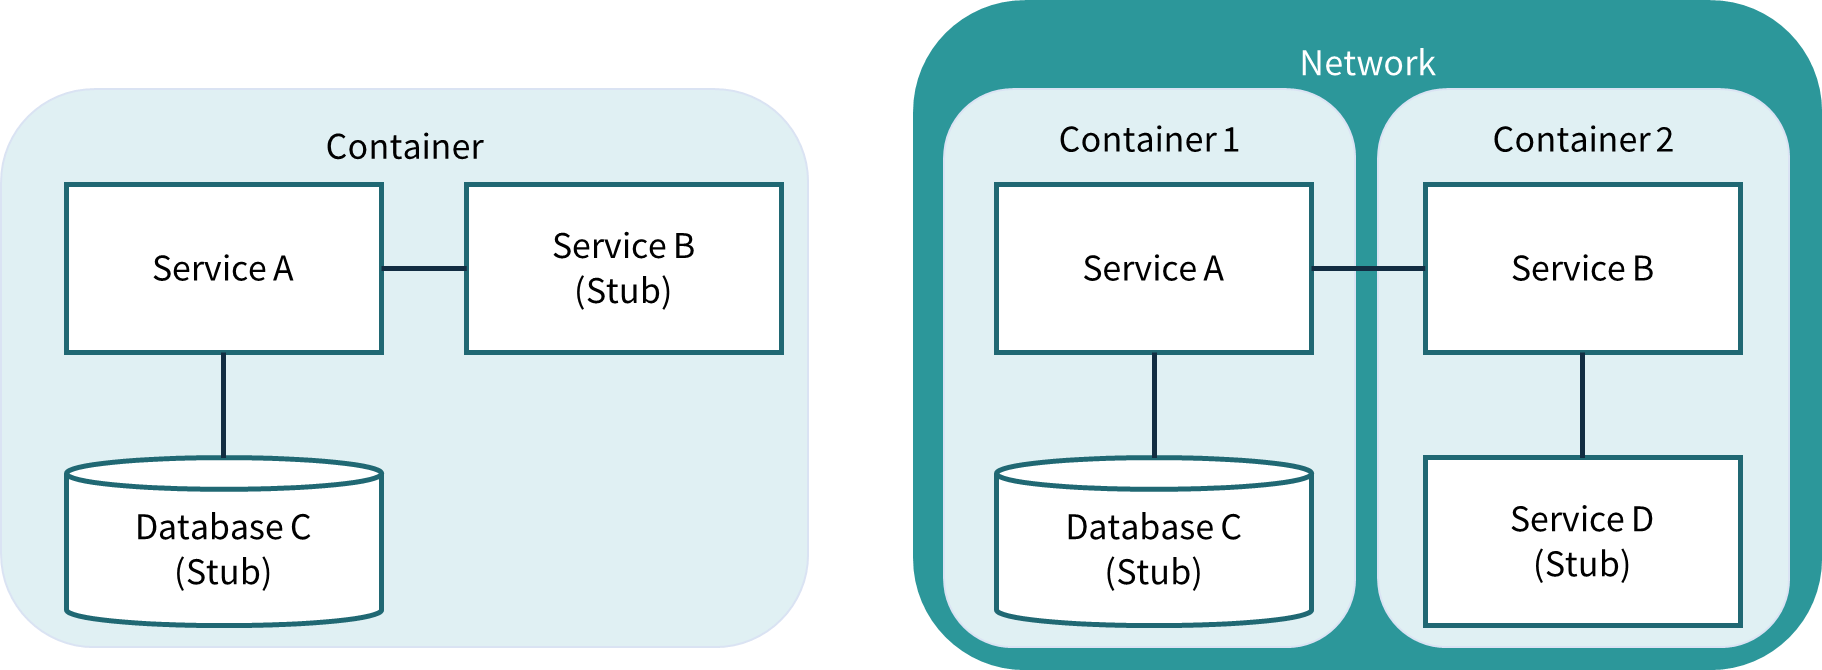 Container
Service A
Service B
(Stub)
Database C
(Stub)
Network
Container 1
Service A
Database C
(Stub)
Container 2
Service B
Service D
(Stub)